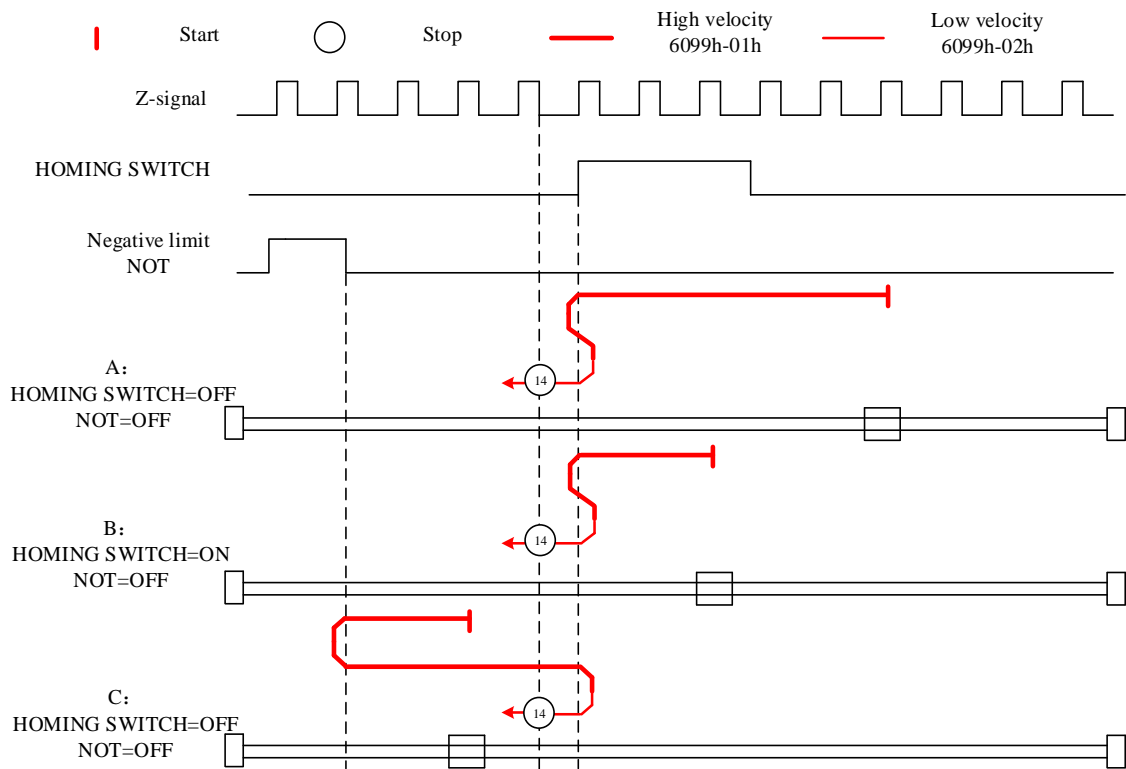 Start
Stop
High velocity
6099h-01h
Low velocity
6099h-02h
Z-signal
HOMING SWITCH
Negative limit
NOT
A：
HOMING SWITCH=OFF
NOT=OFF
14
B：
HOMING SWITCH=ON
NOT=OFF
14
C：
HOMING SWITCH=OFF
NOT=OFF
14